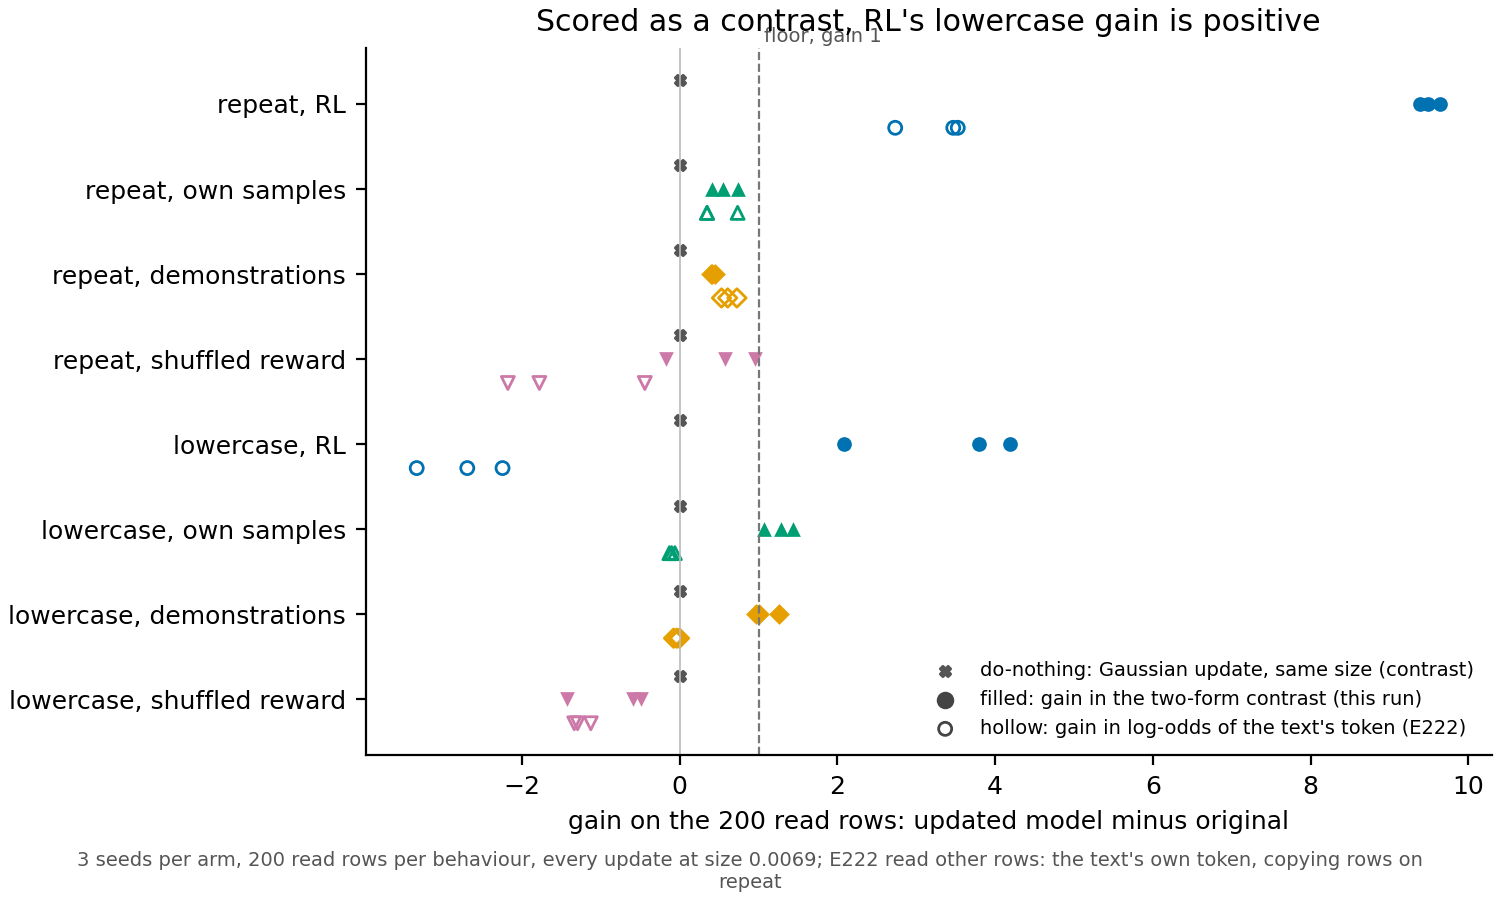 Scored as a contrast, RL's lowercase gain is positive
floor, gain 1
repeat, RL
repeat, own samples
repeat, demonstrations
repeat, shuffled reward
lowercase, RL
lowercase, own samples
lowercase, demonstrations
lowercase, shuffled reward
do-nothing: Gaussian update, same size (contrast)
filled: gain in the two-form contrast (this run)
hollow: gain in log-odds of the text's token (E222)
−2 0 2 4 6 8 10
gain on the 200 read rows: updated model minus original
3 seeds per arm, 200 read rows per behaviour, every update at size 0.0069; E222 read other rows: the text's own token, copying rows on
repeat